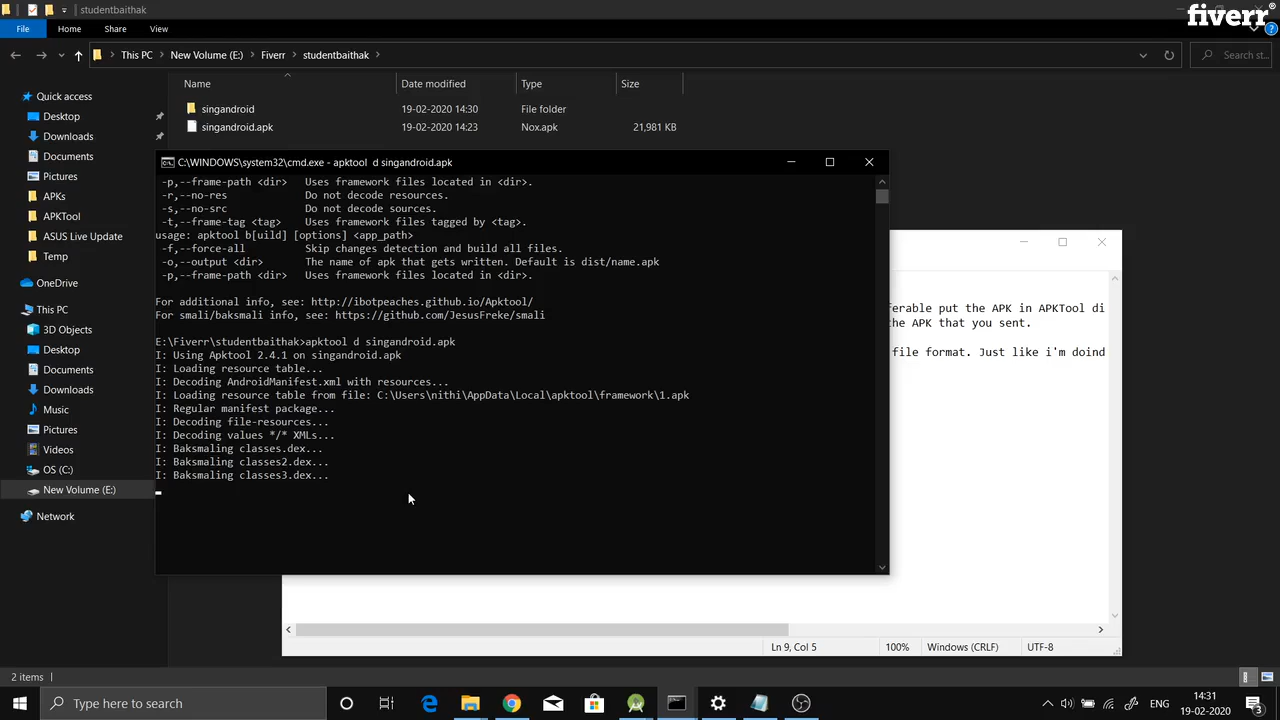 studentbaithak
fiverr®
File
Home
Share
View
This PC
New Volume (E:)
Fiverr
studentbaithak
Search st...
Name
Date modified
Type
Size
singandroid
19-02-2020 14:30
File folder
singandroid.apk
19-02-2020 14:23
Nox.apk
21,981 KB
Quick access
Desktop
Downloads
Documents
Pictures
APKs
APKTool
ASUS Live Update
Temp
OneDrive
This PC
3D Objects
Desktop
Documents
Downloads
Music
Pictures
Videos
OS (C:)
New Volume (E:)
Network
C:\WINDOWS\system32\cmd.exe - apktool d singandroid.apk
-p,--frame-path <dir> Uses framework files located in <dir>.
-r,--no-res Do not decode resources.
-s,--no-src Do not decode sources.
-t,--frame-tag <tag> Uses framework files tagged by <tag>.
usage: apktool b[uild] [options] <app_path>
-f,--force-all Skip changes detection and build all files.
-o,--output <dir> The name of apk that gets written. Default is dist/name.apk
-p,--frame-path <dir> Uses framework files located in <dir>.
For additional info, see: http://ibotpeaches.github.io/Apktool/
For smali/baksmali info, see: https://github.com/JesusFreke/smali
E:\Fiverr\studentbaithak>apktool d singandroid.apk
I: Using Apktool 2.4.1 on singandroid.apk
I: Loading resource table...
I: Decoding AndroidManifest.xml with resources...
I: Loading resource table from file: C:\Users\nithi\AppData\Local\apktool\framework\1.apk
I: Regular manifest package...
I: Decoding file-resources...
I: Decoding values */* XMLs...
I: Baksmaling classes.dex...
I: Baksmaling classes2.dex...
I: Baksmaling classes3.dex...
ferable put the APK in APKTool di
the APK that you sent.
file format. Just like i'm doind
Ln 9, Col 5
100%
Windows (CRLF)
UTF-8
2 items
Type here to search
ENG
14:31
19-02-2020
3